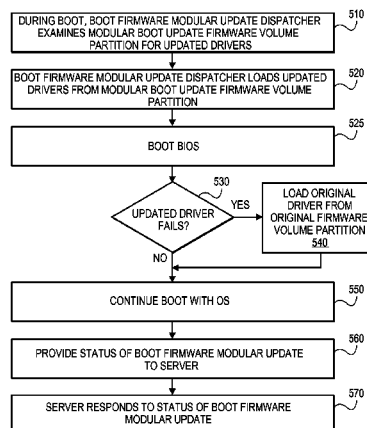 DURING BOOT, BOOT FIRMWARE MODULAR UPDATE DISPATCHER
EXAMINES MODULAR BOOT UPDATE FIRMWARE VOLUME
PARTITION FOR UPDATED DRIVERS
510
BOOT FIRMWARE MODULAR UPDATE DISPATCHER LOADS UPDATED
DRIVERS FROM MODULAR BOOT UPDATE FIRMWARE VOLUME
PARTITION
520
BOOT BIOS
525
UPDATED DRIVER
FAILS?
530
YES
LOAD ORIGINAL
DRIVER FROM
ORIGINAL FIRMWARE
VOLUME PARTITION
540
NO
CONTINUE BOOT WITH OS
550
PROVIDE STATUS OF BOOT FIRMWARE MODULAR UPDATE
TO SERVER
560
SERVER RESPONDS TO STATUS OF BOOT FIRMWARE
MODULAR UPDATE
570